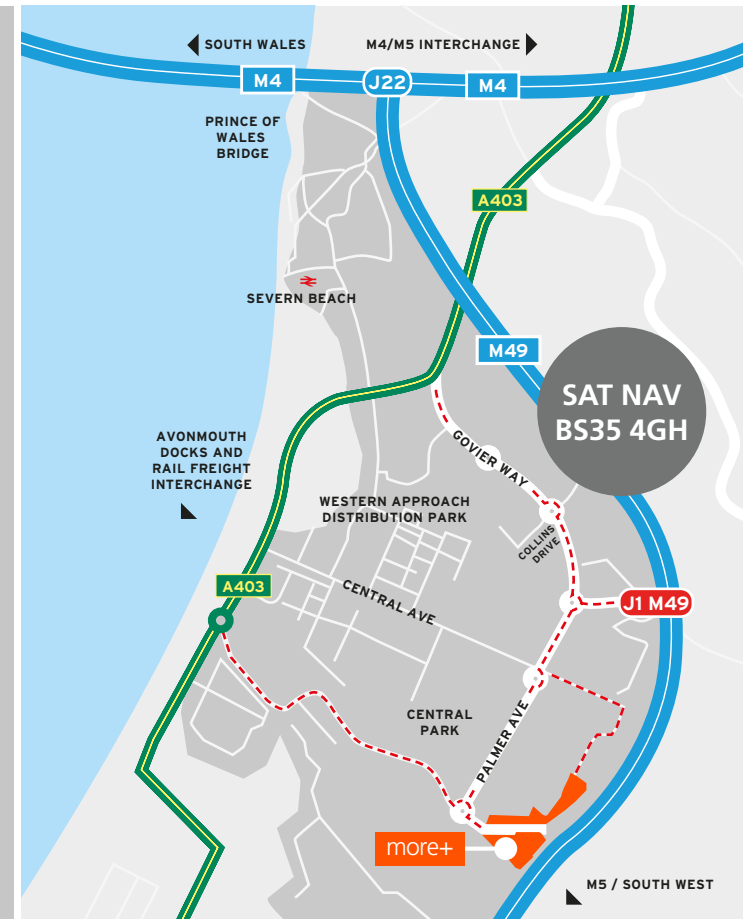 SOUTH WALES
M4/M5 INTERCHANGE
M4
J22
M4
PRINCE OF
WALES
BRIDGE
A403
SEVERN BEACH
M49
SAT NAV
BS35 4GH
GOVIER WAY
AVONMOUTH
DOCKS AND
RAIL FREIGHT
INTERCHANGE
WESTERN APPROACH
DISTRIBUTION PARK
COLLINS
DRIVE
A403
CENTRAL AVE
J1 M49
CENTRAL
PARK
PALMER AVE
more+
M5 / SOUTH WEST